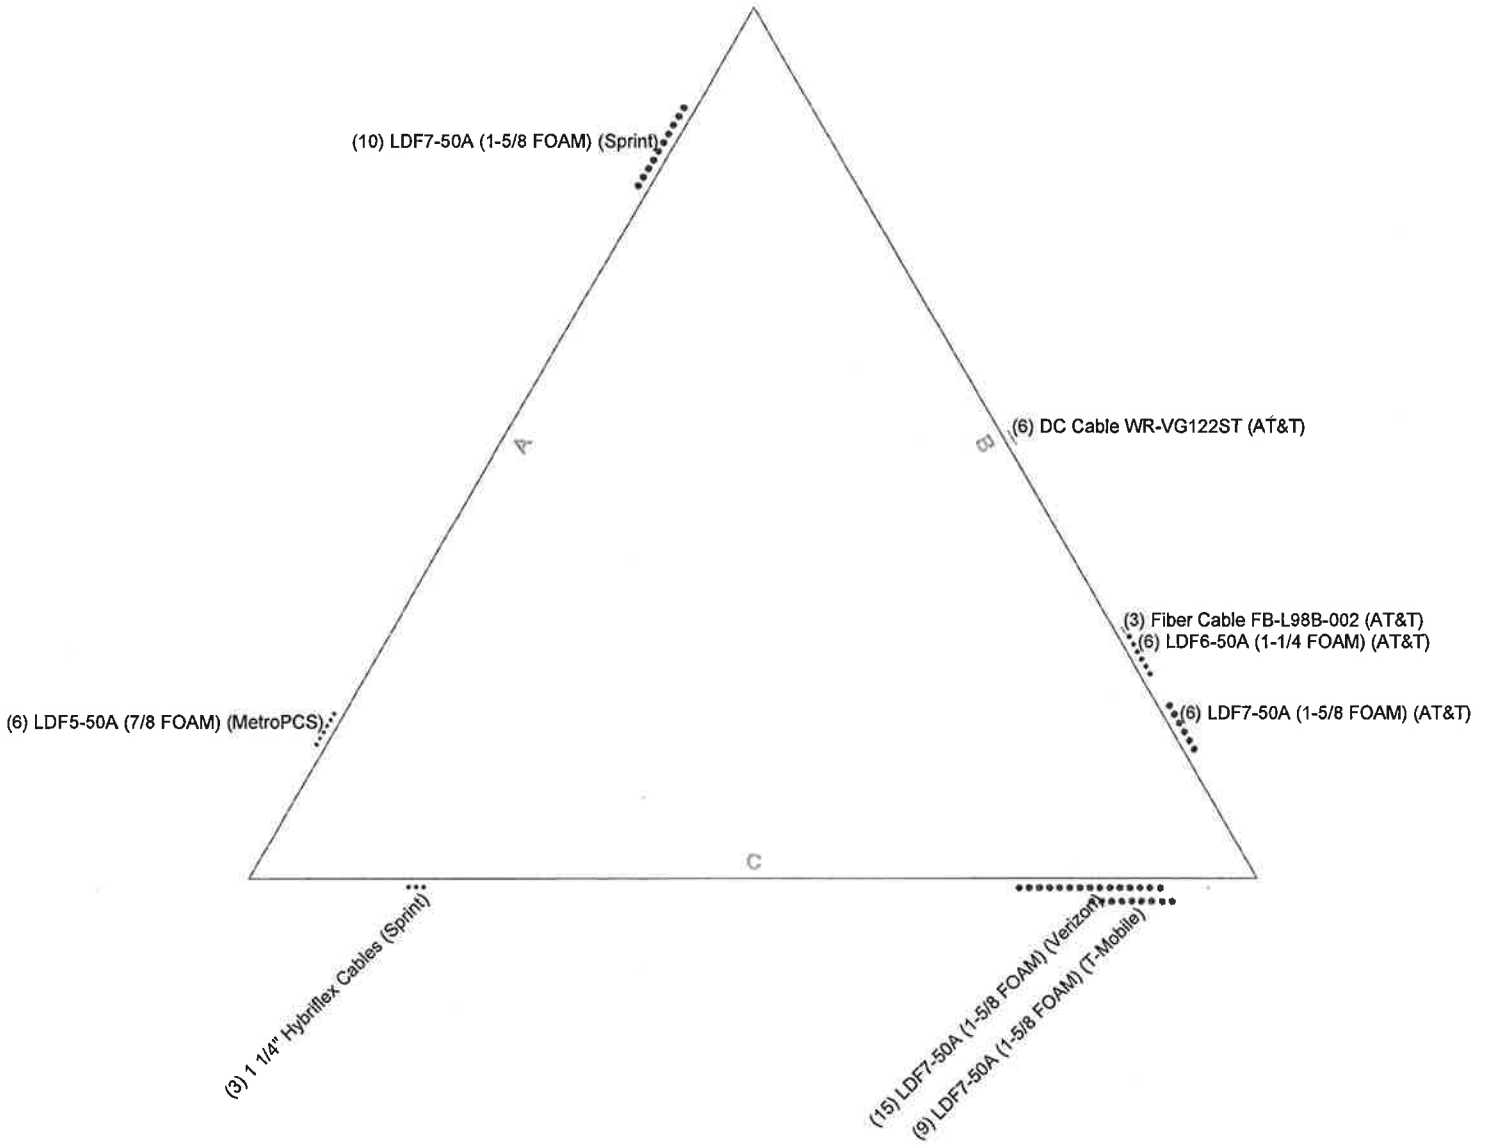 (10) LDF7-50A (1-5/8 FOAM) (Sprint)
A
B
(6) DC Cable WR-VG122ST (AT&T)
(3) Fiber Cable FB-L98B-002 (AT&T)
(6) LDF6-50A (1-1/4 FOAM) (AT&T)
(6) LDF7-50A (1-5/8 FOAM) (AT&T)
(6) LDF5-50A (7/8 FOAM) (MetroPCS)
C
(3) 1 1/4" Hybriflex Cables (Sprint)
(15) LDF7-50A (1-5/8 FOAM) (Verizon)
(9) LDF7-50A (1-5/8 FOAM) (T-Mobile)